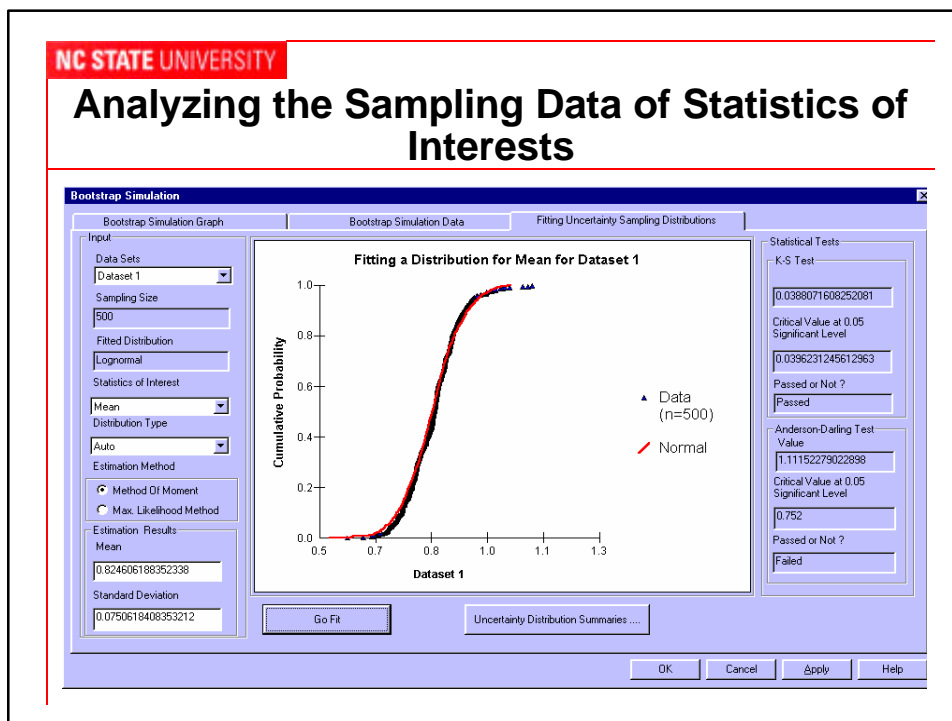 NC STATE UNIVERSITY
Analyzing the Sampling Data of Statistics of
Interests
Bootstrap Simulation
Bootstrap Simulation Graph
Bootstrap Simulation Data
Fitting Uncertainty Sampling Distributions
Input
Data Sets
Dataset 1
Sampling Size
500
Fitted Distribution
Lognormal
Statistics of Interest
Mean
Distribution Type
Auto
Estimation Method
Method Of Moment
Max. Likelihood Method
Estimation Results
Mean
0.824606188352338
Standard Deviation
0.0750618408353212
Fitting a Distribution for Mean for Dataset 1
Cumulative Probability
1.0
0.8
0.6
0.4
0.2
0.0
0.5 0.7 0.8 1.0 1.1 1.3
Dataset 1
Data
(n=500)
Normal
Go Fit
Uncertainty Distribution Summaries ....
Statistical Tests
K-S Test
0.0388071608252081
Critical Value at 0.05
Significant Level
0.0396231245612963
Passed or Not ?
Passed
Anderson-Darling Test
Value
1.11152279022898
Critical Value at 0.05
Significant Level
0.752
Passed or Not ?
Failed
OK
Cancel
Apply
Help